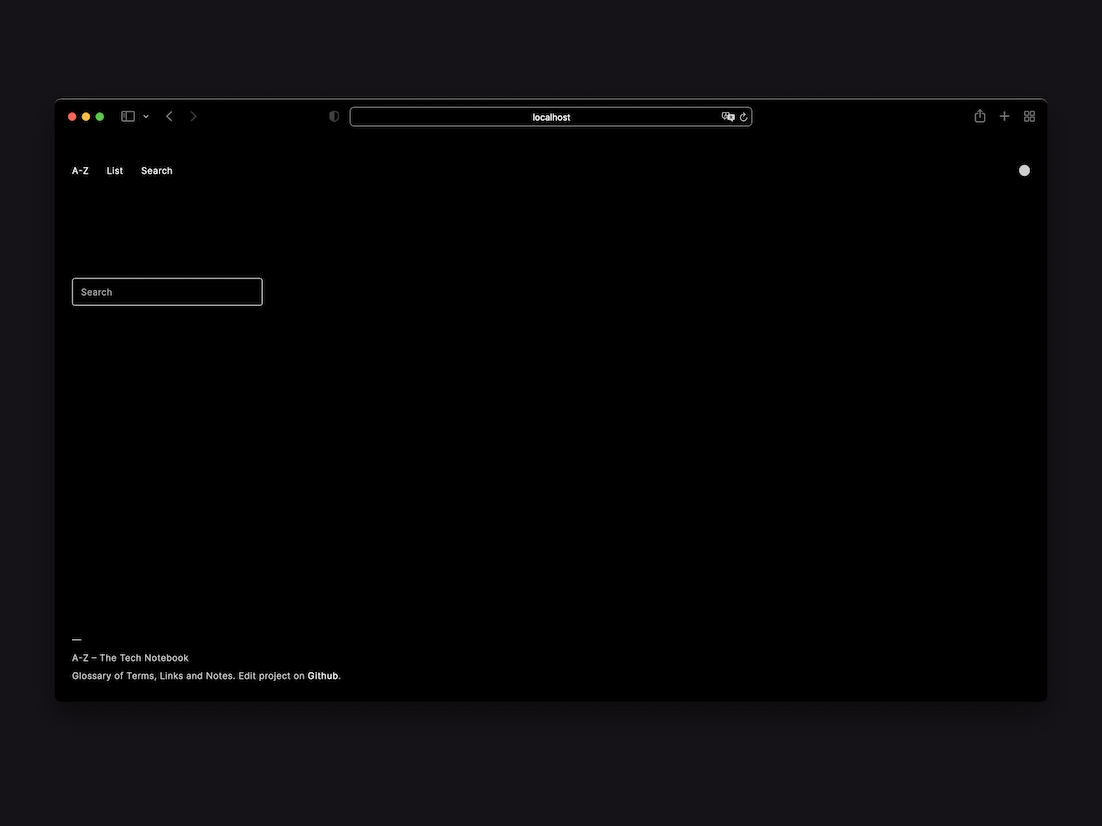 localhost
A-Z List Search
Search
—
A-Z – The Tech Notebook
Glossary of Terms, Links and Notes. Edit project on Github.